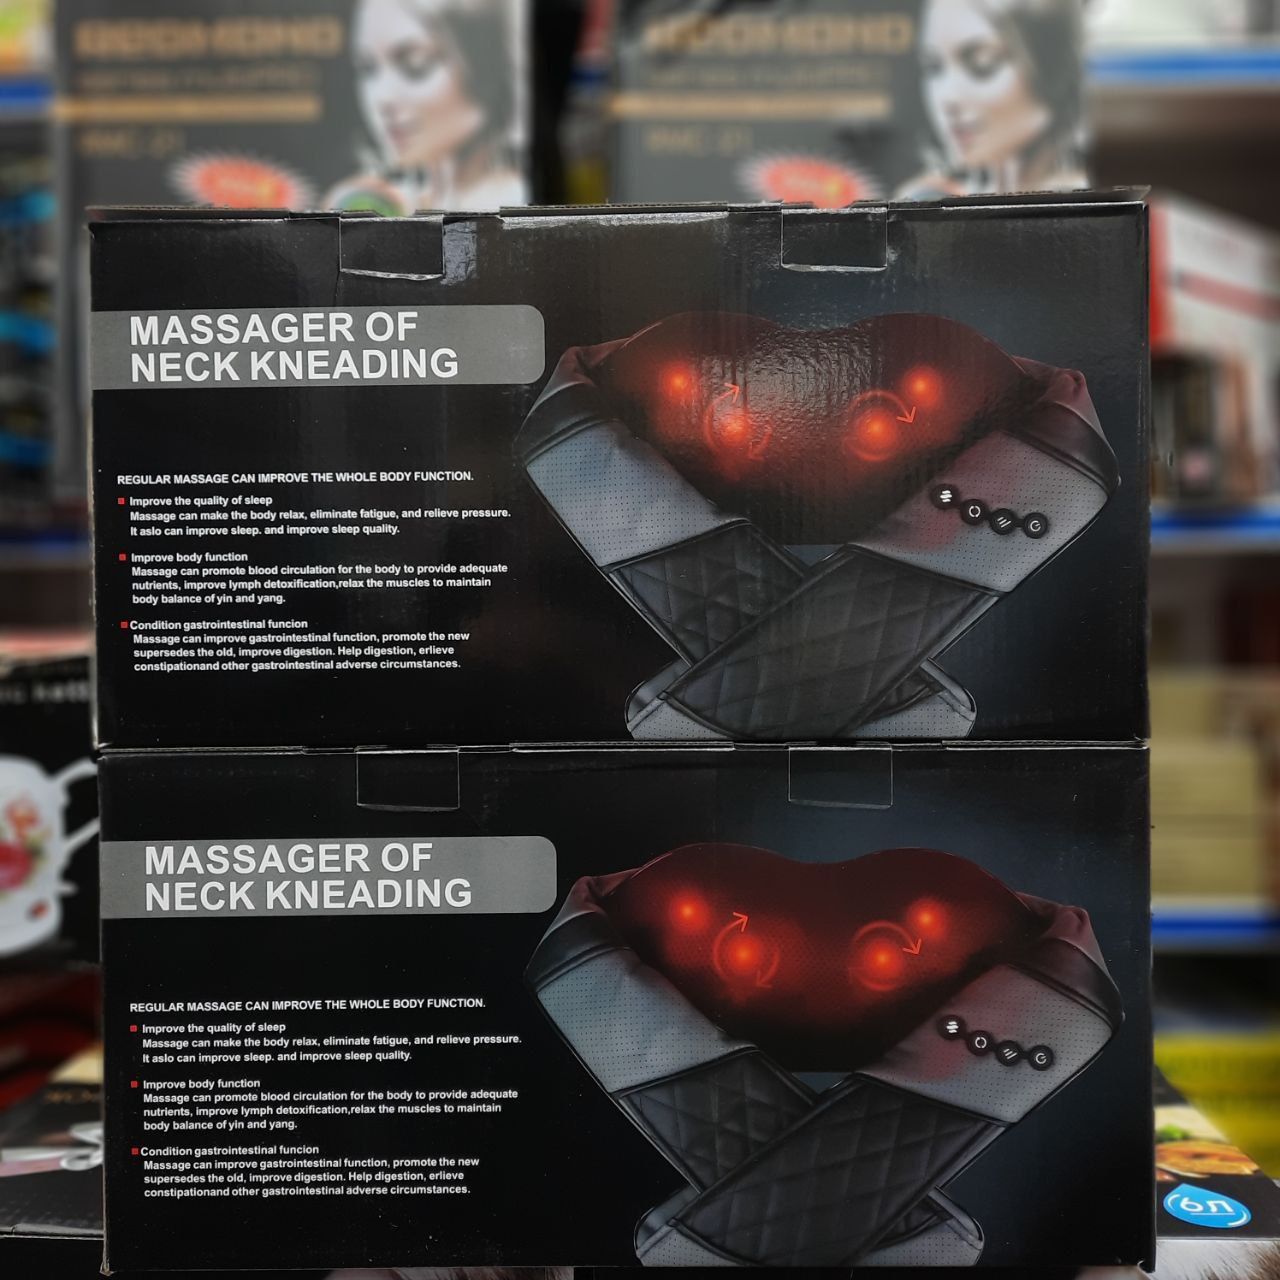 MASSAGER OF
NECK KNEADING
REGULAR MASSAGE CAN IMPROVE THE WHOLE BODY FUNCTION.
Improve the quality of sleep
Massage can make the body relax, eliminate fatigue, and relieve pressure.
It aslo can improve sleep. and improve sleep quality.
Improve body function
Massage can promote blood circulation for the body to provide adequate
nutrients, improve lymph detoxification,relax the muscles to maintain
body balance of yin and yang.
Condition gastrointestinal funcion
Massage can improve gastrointestinal function, promote the new
supersedes the old, improve digestion. Help digestion, erlieve
constipationand other gastrointestinal adverse circumstances.
MASSAGER OF
NECK KNEADING
REGULAR MASSAGE CAN IMPROVE THE WHOLE BODY FUNCTION.
Improve the quality of sleep
Massage can make the body relax, eliminate fatigue, and relieve pressure.
It aslo can improve sleep. and improve sleep quality.
Improve body function
Massage can promote blood circulation for the body to provide adequate
nutrients, improve lymph detoxification,relax the muscles to maintain
body balance of yin and yang.
Condition gastrointestinal funcion
Massage can improve gastrointestinal function, promote the new
supersedes the old, improve digestion. Help digestion, erlieve
constipationand other gastrointestinal adverse circumstances.
6Л